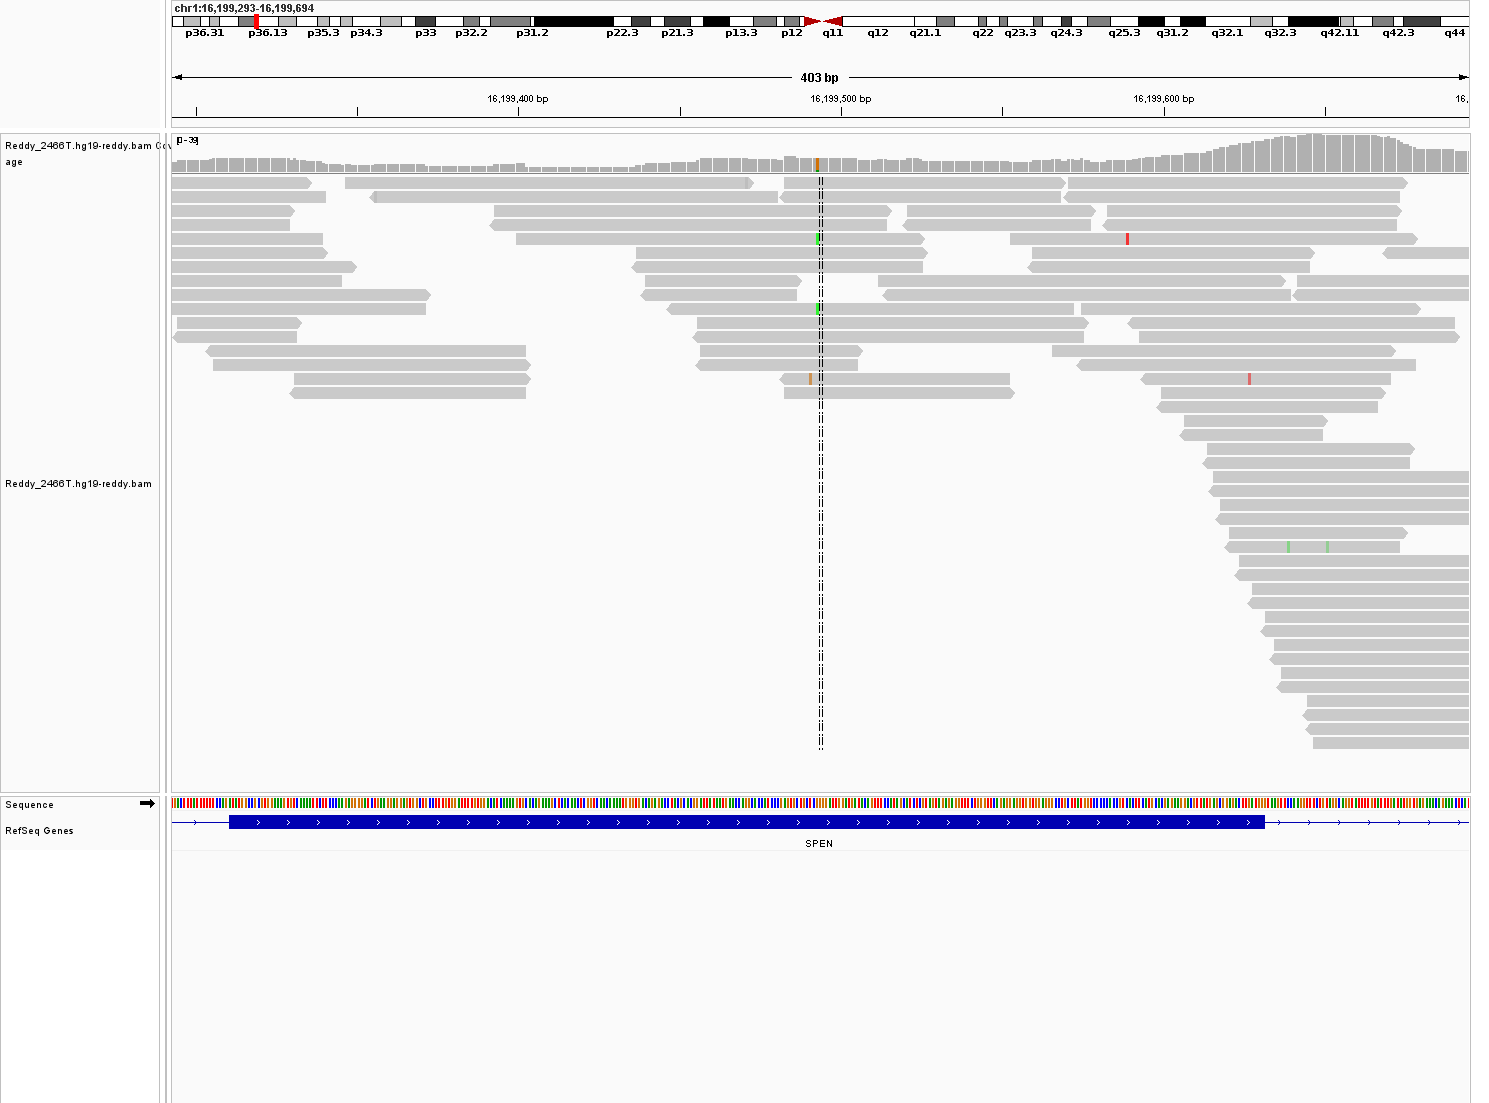 chr1:16,199,293-16,199,694
p36.31 p36.13 p35.3 p34.3 p33 p32.2 p31.2 p22.3 p21.3 p13.3 p12 q11 q12 q21.1 q22 q23.3 q24.3 q25.3 q31.2 q32.1 q32.3 q42.11 q42.3 q44
403 bp
16,199,400 bp 16,199,500 bp 16,199,600 bp 16,
[0-39]
Reddy_2466T.hg19-reddy.bam Cov
age
Reddy_2466T.hg19-reddy.bam
Sequence
RefSeq Genes
SPEN